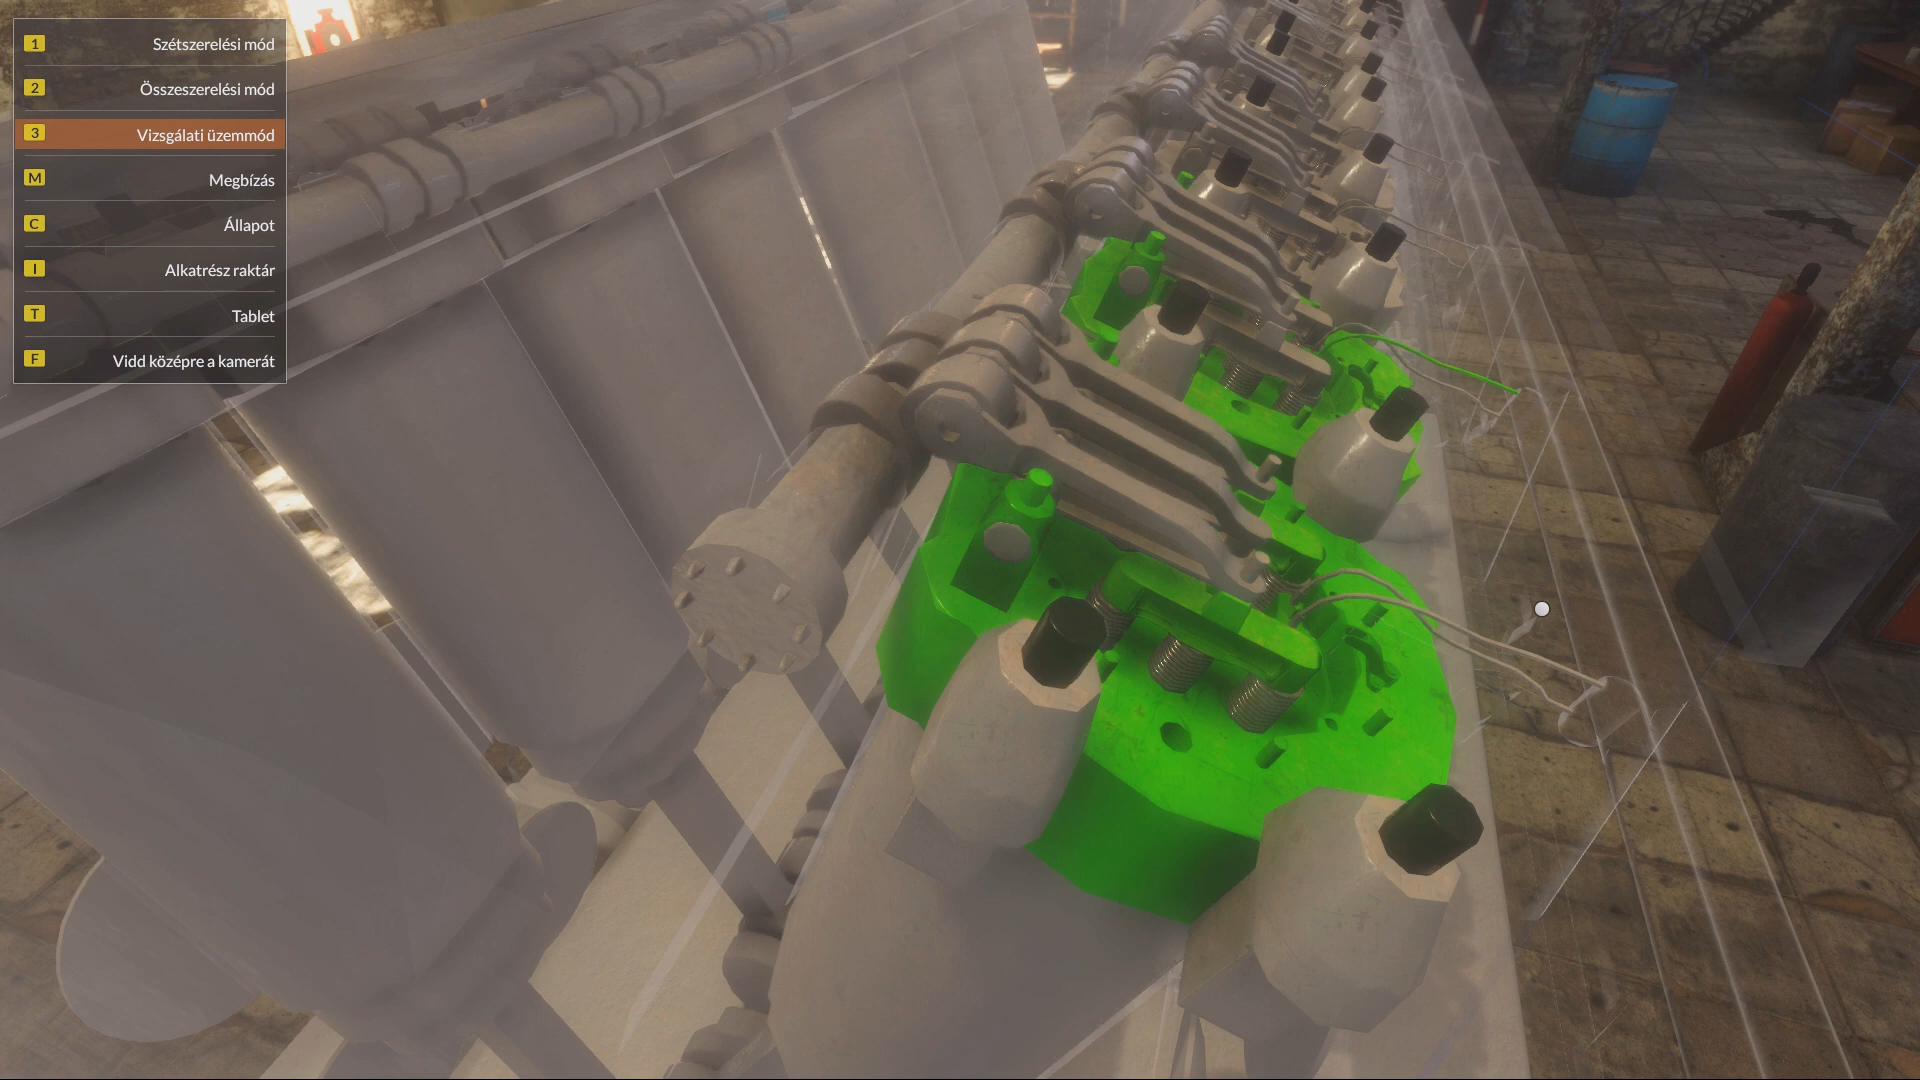 1 Szétszerelési mód
2 Összeszerelési mód
3 Vizsgálati üzemmód
M Megbízás
C Állapot
I Alkatrész raktár
T Tablet
F Vidd középre a kamerát